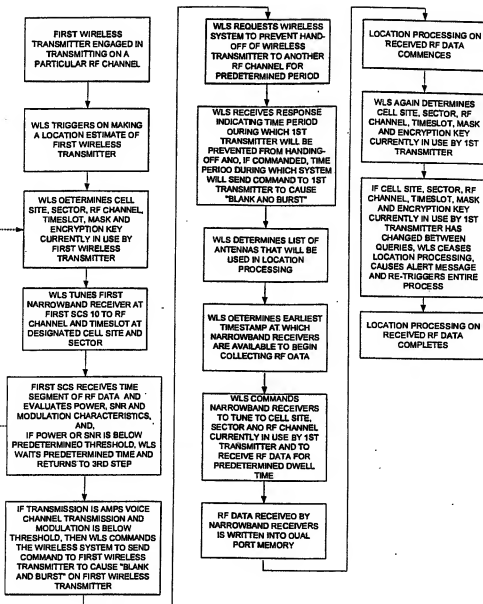 FIRST WIRELESS
TRANSMITTER ENGAGED IN
TRANSMITTING ON A
PARTICULAR RF CHANNEL
WLS TRIGGERS ON MAKING
A LOCATION ESTIMATE OF
FIRST WIRELESS
TRANSMITTER
WLS DETERMINES CELL
SITE, SECTOR, RF CHANNEL,
TIMESLOT, MASK AND
ENCRYPTION KEY
CURRENTLY IN USE BY
FIRST WIRELESS
TRANSMITTER
WLS TUNES FIRST
NARROWBAND RECEIVER AT
FIRST SCS 10 TO RF
CHANNEL AND TIMESLOT AT
DESIGNATED CELL SITE AND
SECTOR
FIRST SCS RECEIVES TIME
SEGMENT OF RF DATA AND
EVALUATES POWER, SNR AND
MODULATION CHARACTERISTICS,
AND,
IF POWER OR SNR IS BELOW
PREDETERMINED THRESHOLD, WLS
WAITS PREDETERMINED TIME AND
RETURNS TO 3RD STEP
IF TRANSMISSION IS AMPS VOICE
CHANNEL TRANSMISSION AND
MODULATION IS BELOW
THRESHOLD, THEN WLS COMMANDS
THE WIRELESS SYSTEM TO SEND
COMMAND TO FIRST WIRELESS
TRANSMITTER TO CAUSE "BLANK
AND BURST" ON FIRST WIRELESS
TRANSMITTER
WLS REQUESTS WIRELESS
SYSTEM TO PREVENT HAND-
OFF OF WIRELESS
TRANSMITTER TO ANOTHER
RF CHANNEL FOR
PREDETERMINED PERIOD
WLS RECEIVES RESPONSE
INDICATING TIME PERIOD
DURING WHICH 1ST
TRANSMITTER WILL BE
PREVENTED FROM HANDING-
OFF AND, IF COMMANDED, TIME
PERIOD DURING WHICH SYSTEM
WILL SEND COMMAND TO 1ST
TRANSMITTER TO CAUSE
"BLANK AND BURST"
WLS DETERMINES LIST OF
ANTENNAS THAT WILL BE
USED IN LOCATION
PROCESSING
WLS DETERMINES EARLIEST
TIMESTAMP AT. WHICH
NARROWBAND RECEIVERS
ARE AVAILABLE TO BEGIN
COLLECTING RF DATA
WLS COMMANDS
NARROWBAND RECEIVERS
TO TUNE TO CELL SITE,
SECTOR AND RF CHANNEL
CURRENTLY IN USE BY 1ST
TRANSMITTER AND TO
RECEIVE RF DATA FOR
PREDETERMINED DWELL
TIME
RF DATA RECEIVED BY
NARROWBAND RECEIVERS
IS WRITTEN INTO DUAL
PORT MEMORY
LOCATION PROCESSING ON
RECEIVED RF DATA
COMMENCES
WLS AGAIN DETERMINES
CELL SITE, SECTOR, RF
CHANNEL, TIMESLOT, MASK
AND ENCRYPTION KEY
CURRENTLY IN USE BY 1ST
TRANSMITTER
IF CELL SITE, SECTOR, RF
CHANNEL, TIMESLOT, MASK
AND ENCRYPTION KEY
CURRENTLY IN USE BY 1ST
TRANSMITTER HAS
CHANGED BETWEEN
QUERIES, WLS CEASES
LOCATION PROCESSING,
CAUSES ALERT MESSAGE
AND RE-TRIGGERS ENTIRE
PROCESS
LOCATION PROCESSING ON
RECEIVED RF DATA
COMPLETES